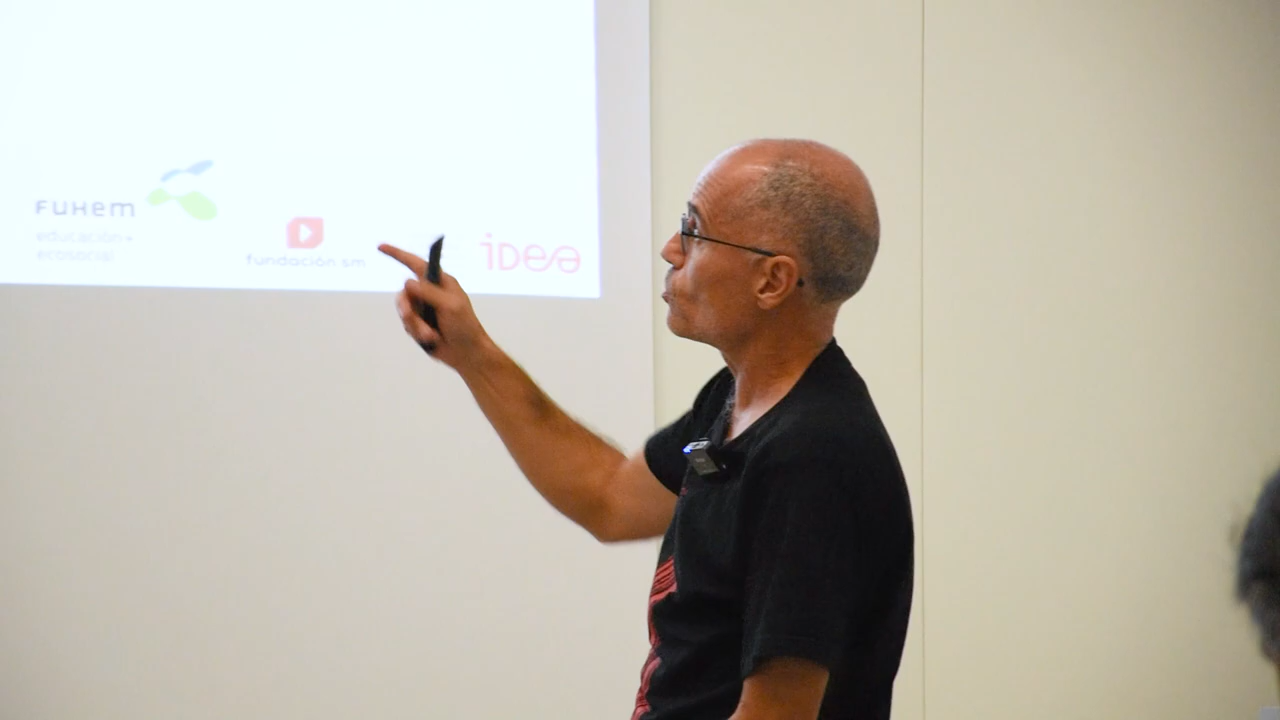 FUHem
educación+
ecosocial
fundación sm
idea